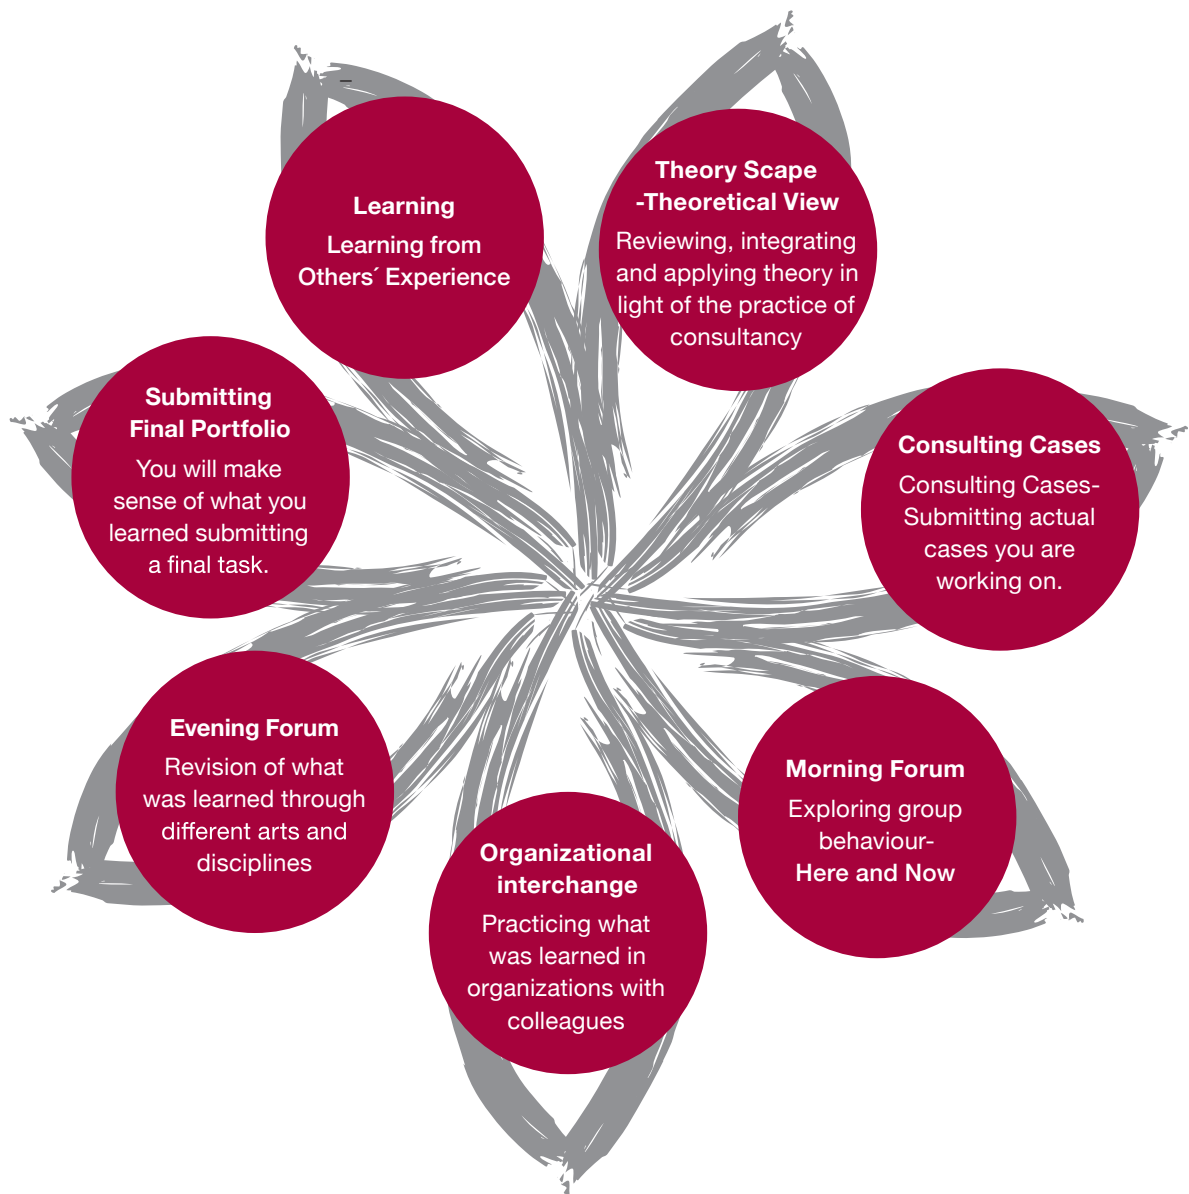 Learning
Learning from
Others´ Experience
Theory Scape
-Theoretical View
Reviewing, integrating
and applying theory in
light of the practice of
consultancy
Consulting Cases
Consulting Cases-
Submitting actual
cases you are
working on.
Morning Forum
Exploring group
behaviour-
Here and Now
Organizational
interchange
Practicing what
was learned in
organizations with
colleagues
Evening Forum
Revision of what
was learned through
different arts and
disciplines
Submitting
Final Portfolio
You will make
sense of what you
learned submitting
a final task.